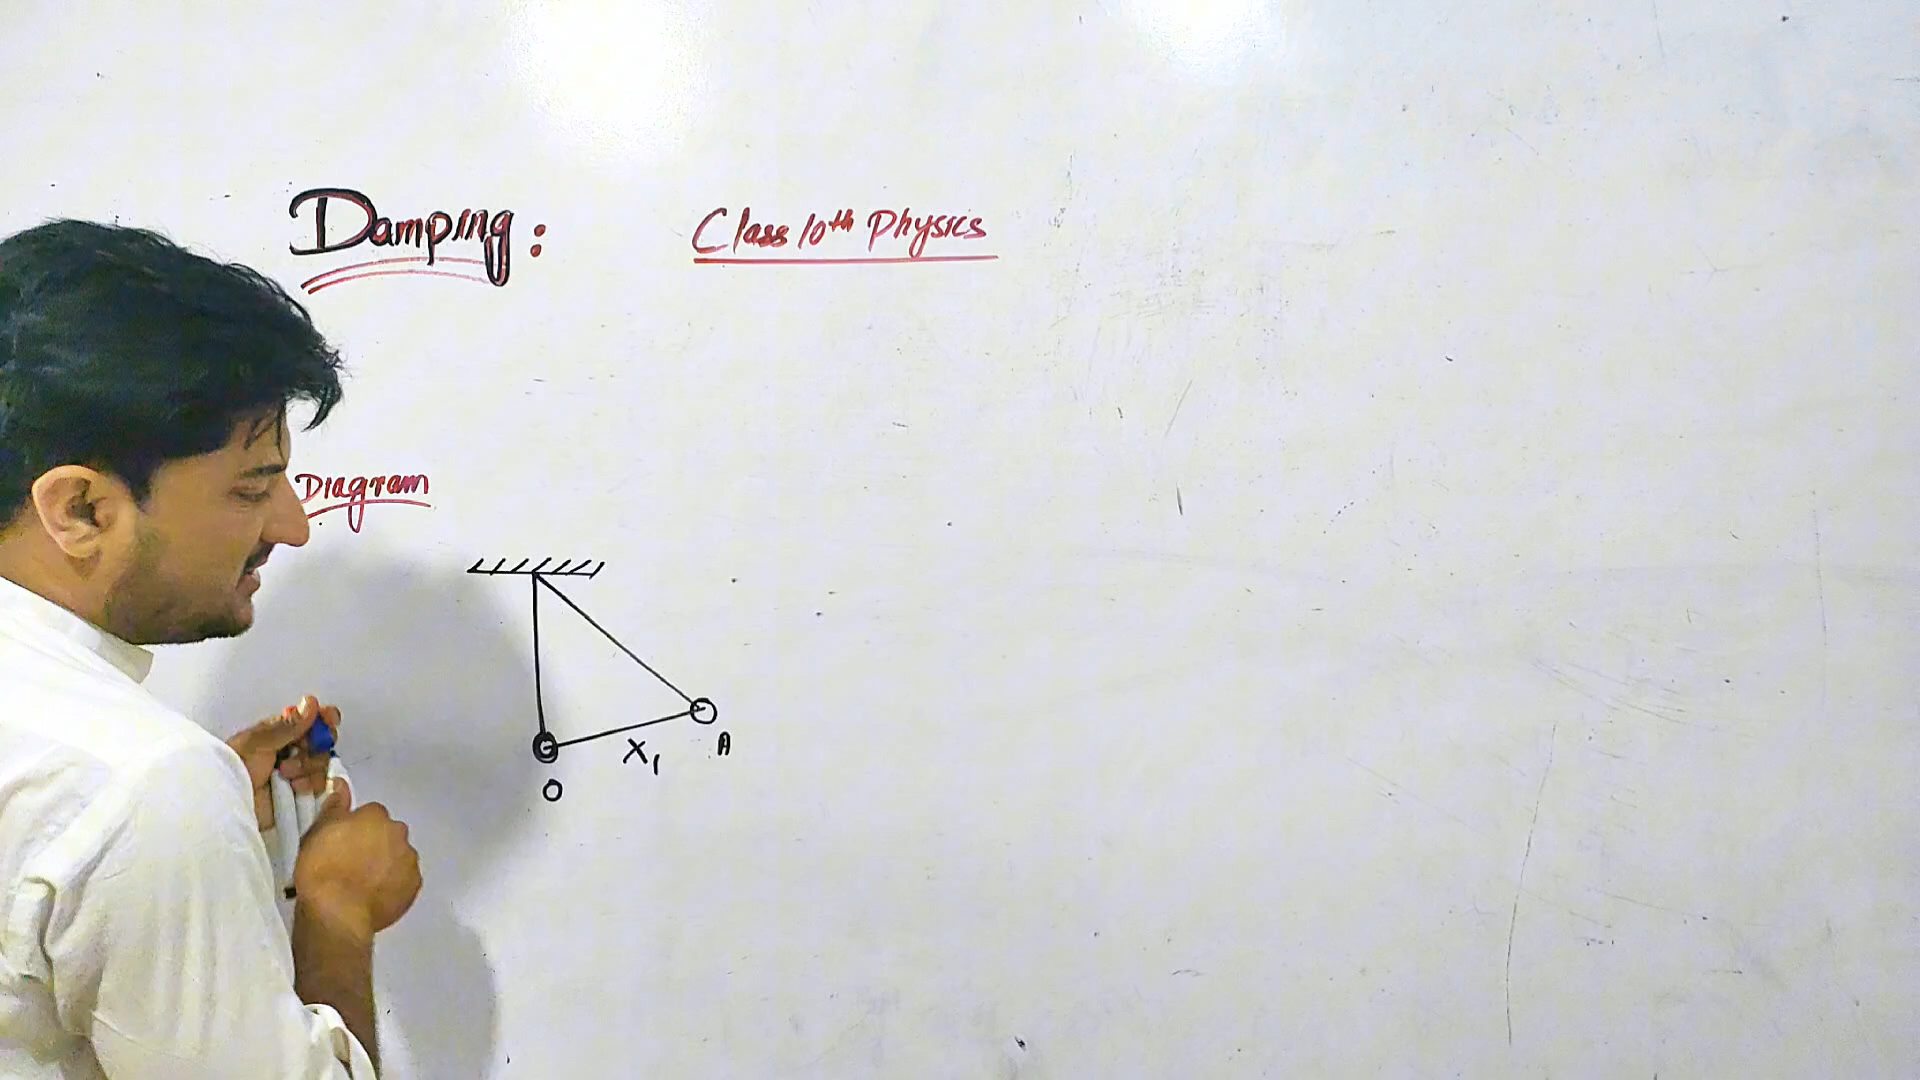 Damping :
Class 10th Physics
Diagram
X1
A
O